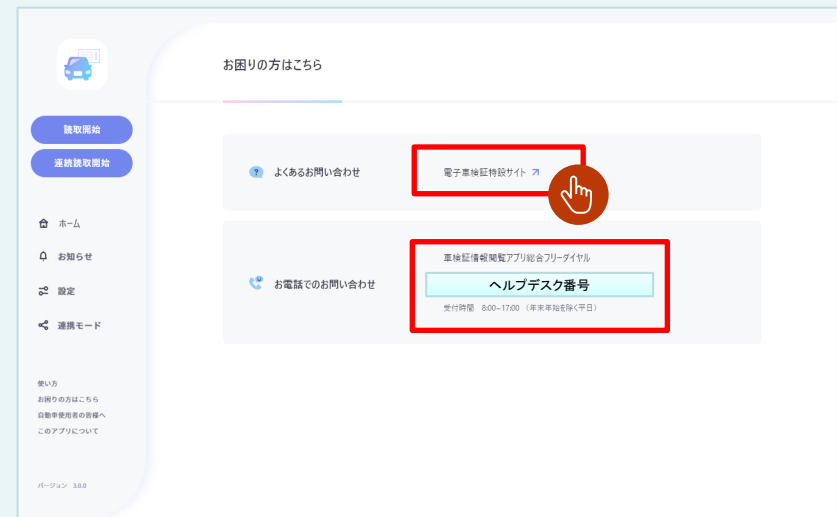 お困りの方はこちら
読取開始
連続読取開始
ホーム
お知らせ
設定
連携モード
使い方
お困りの方はこちら
自動車使用者の皆様へ
このアプリについて
バージョン 3.0.0
よくあるお問い合わせ
電子車検証特設サイト
お電話でのお問い合わせ
車検証情報閲覧アプリ総合フリーダイヤル
ヘルプデスク番号
受付時間 8:00~17:00 (年末年始を除く平日)